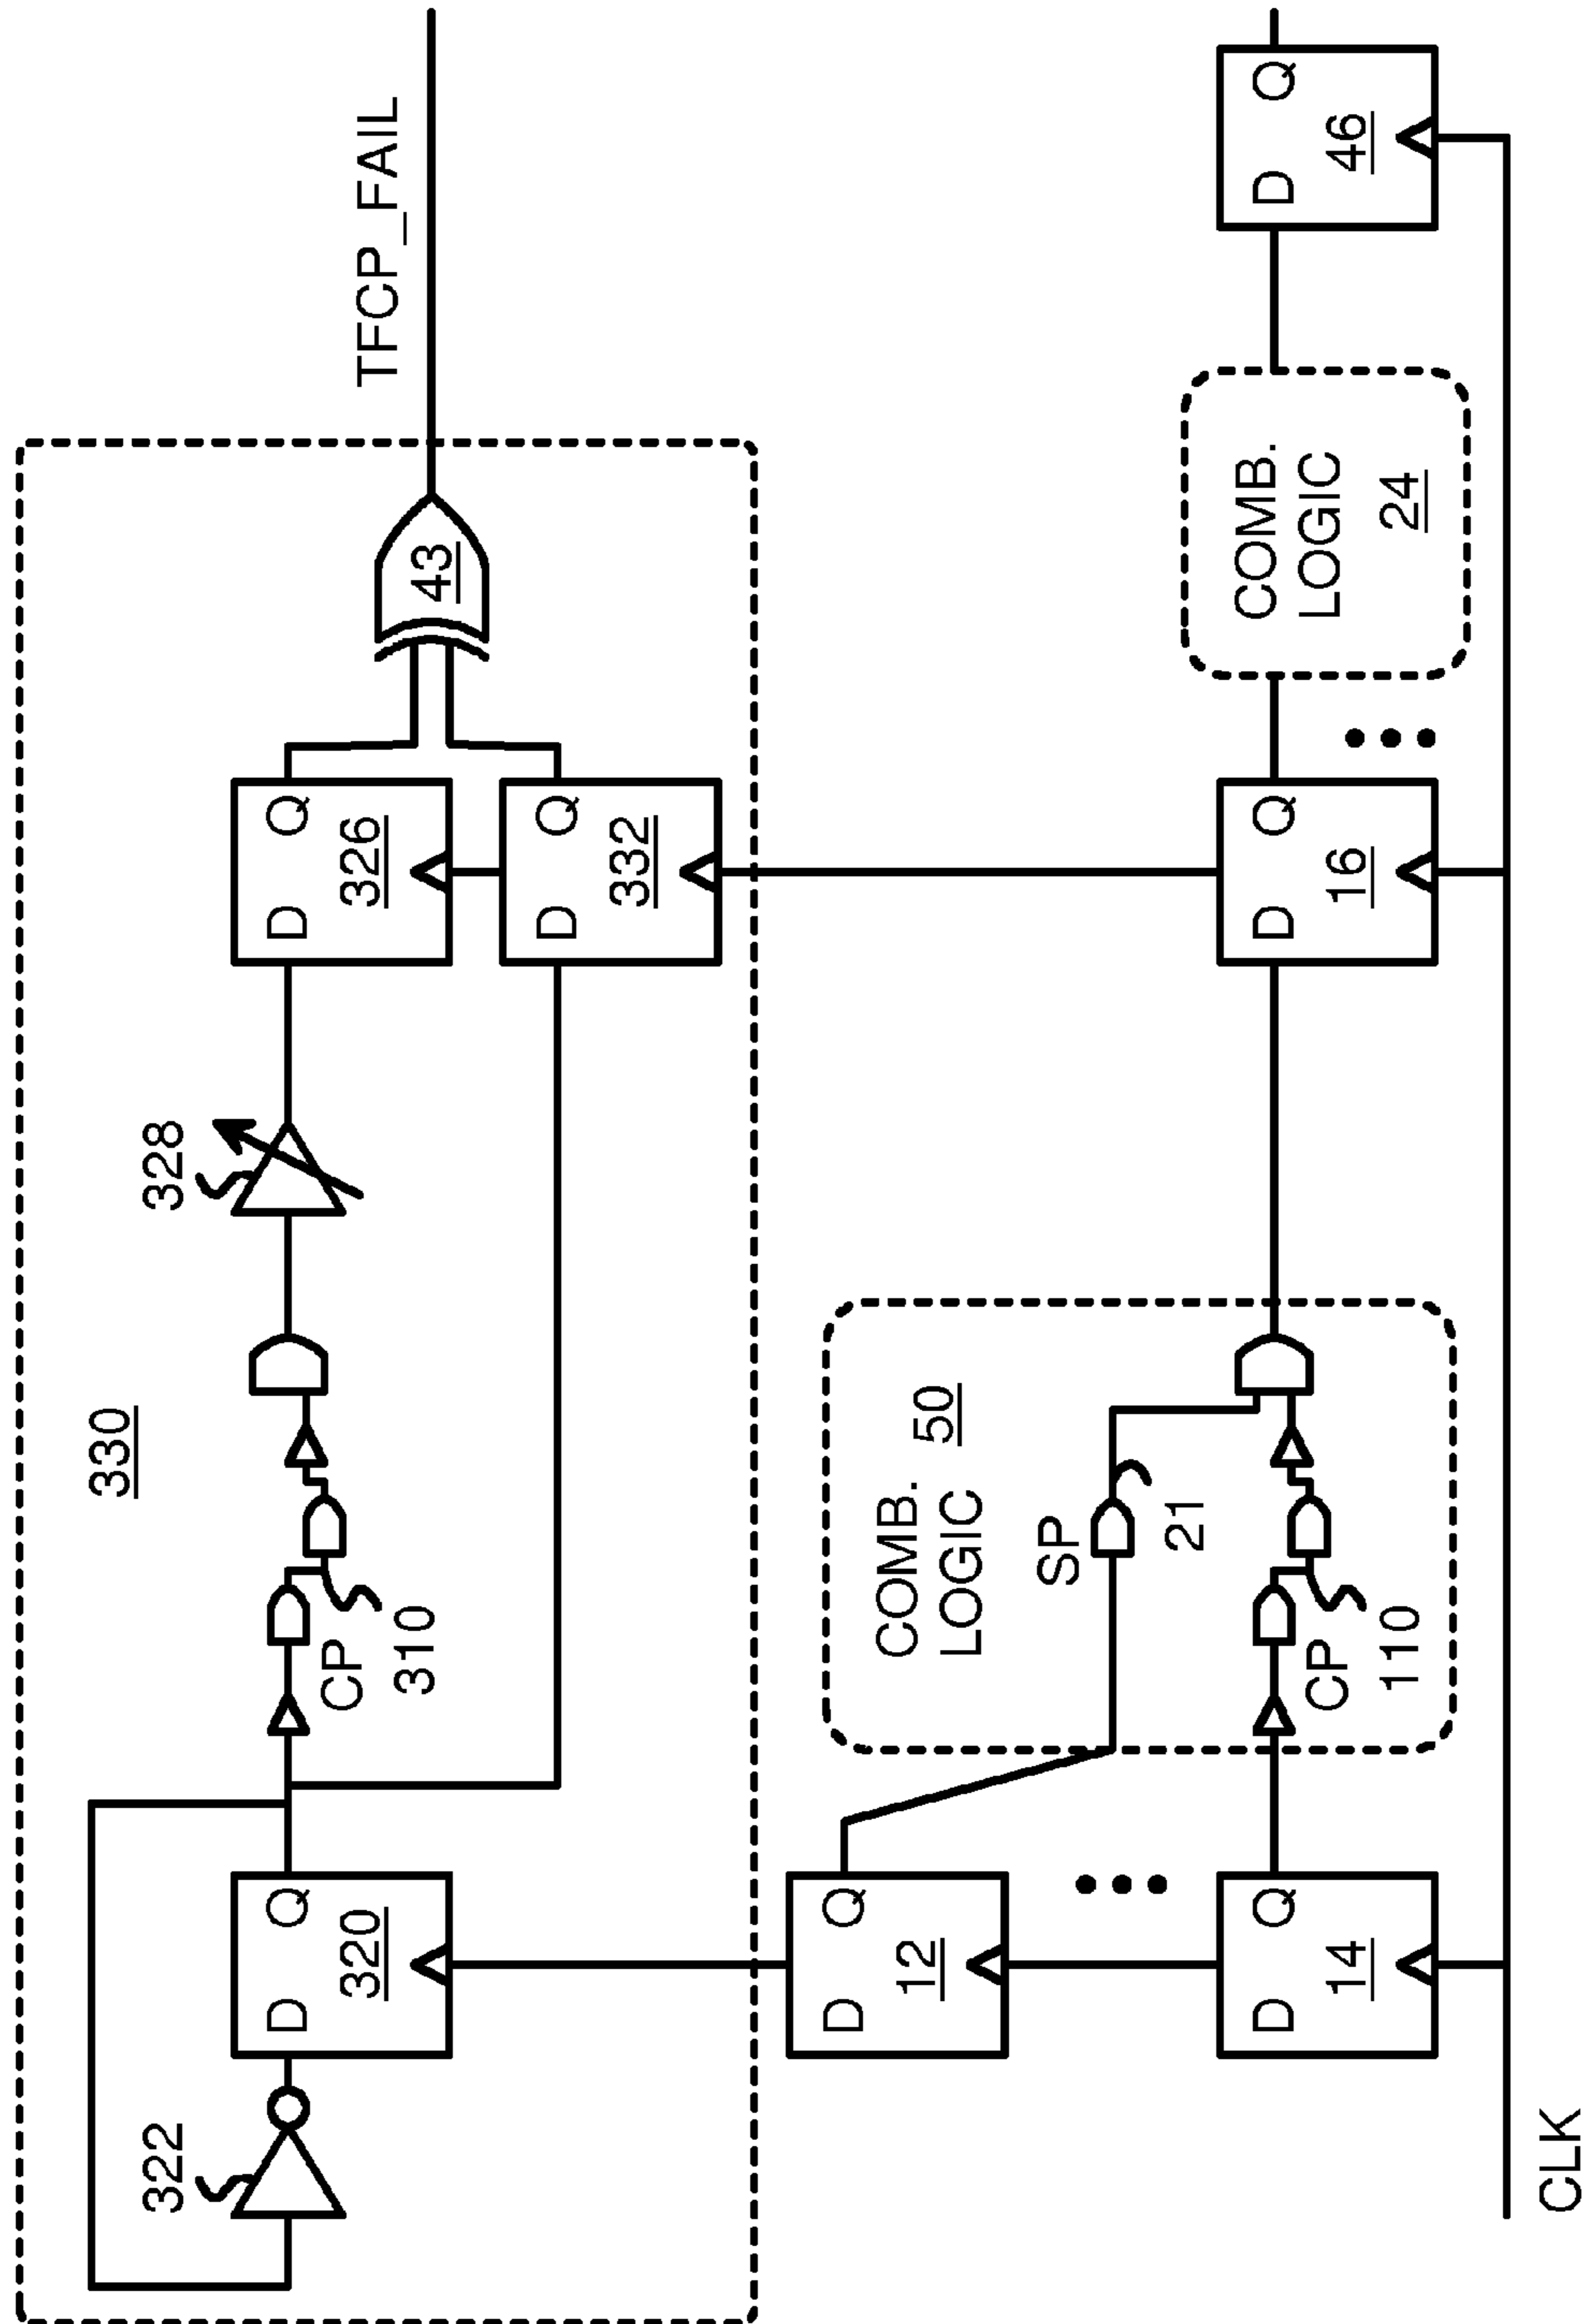 322
D Q
320
330
CP
310
328
D Q
326
D Q
332
43
TFCP_FAIL
D Q
12
COMB.
LOGIC 50
SP
21
D Q
14
CP
110
D Q
16
COMB.
LOGIC
24
D Q
46
CLK